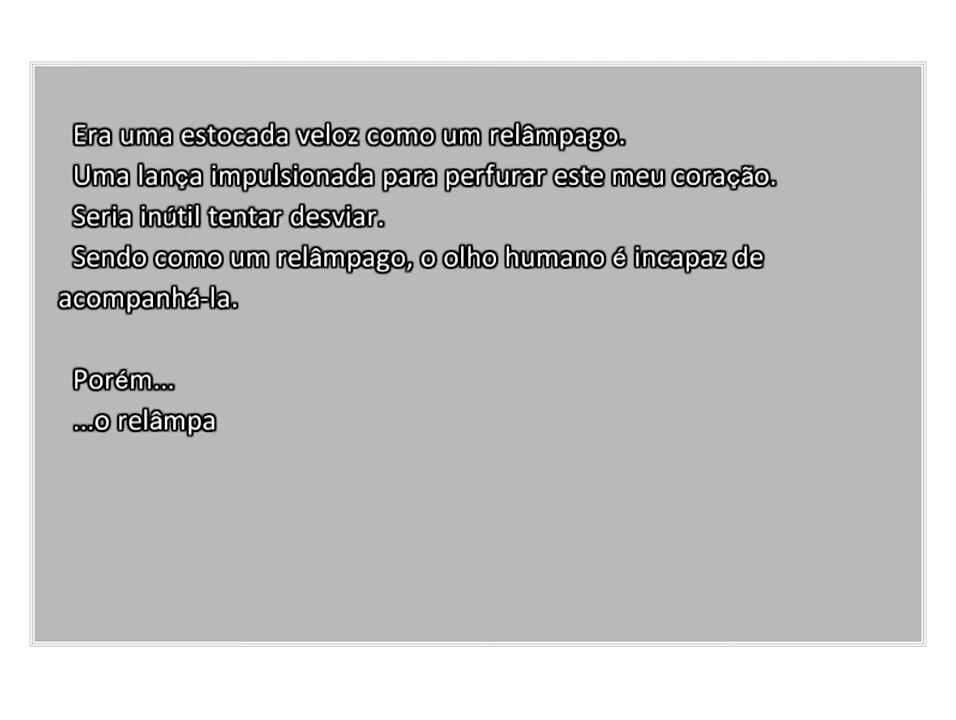 Era uma estocada veloz como um relâmpago.
Uma lança impulsionada para perfurar este meu coração.
Seria inútil tentar desviar.
Sendo como um relâmpago, o olho humano é incapaz de
acompanhá-la.
Porém...
...o relâmpa